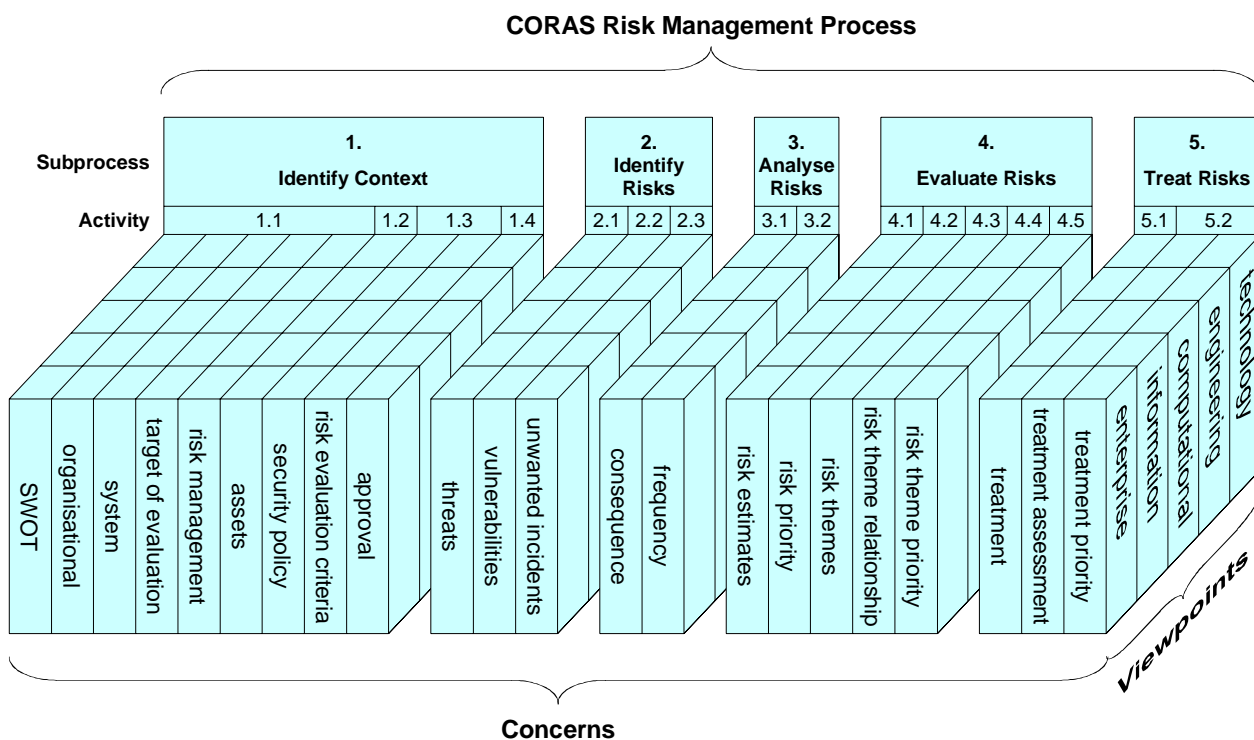 CORAS Risk Management Process
Subprocess
1.
Identify Context
2.
Identify
Risks
3.
Analyse
Risks
4.
Evaluate Risks
5.
Treat Risks
Activity
1.1
1.2
1.3
1.4
2.1
2.2
2.3
3.1
3.2
4.1
4.2
4.3
4.4
4.5
5.1
5.2
SWOT
organisational
system
target of evaluation
risk management
assets
security policy
risk evaluation criteria
approval
threats
vulnerabilities
unwanted incidents
consequence
frequency
risk estimates
risk priority
risk themes
risk theme relationship
risk theme priority
treatment
treatment assessment
treatment priority
enterprise
information
computational
engineering
technology
Viewpoints
Concerns